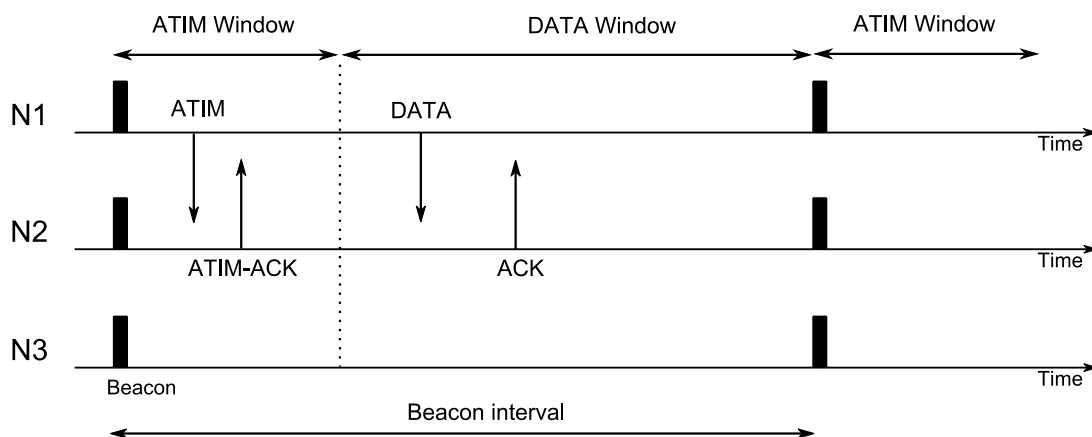 ATIM Window
DATA Window
ATIM Window
N1
ATIM
DATA
Time
N2
ATIM-ACK
ACK
Time
N3
Beacon
Time
Beacon interval